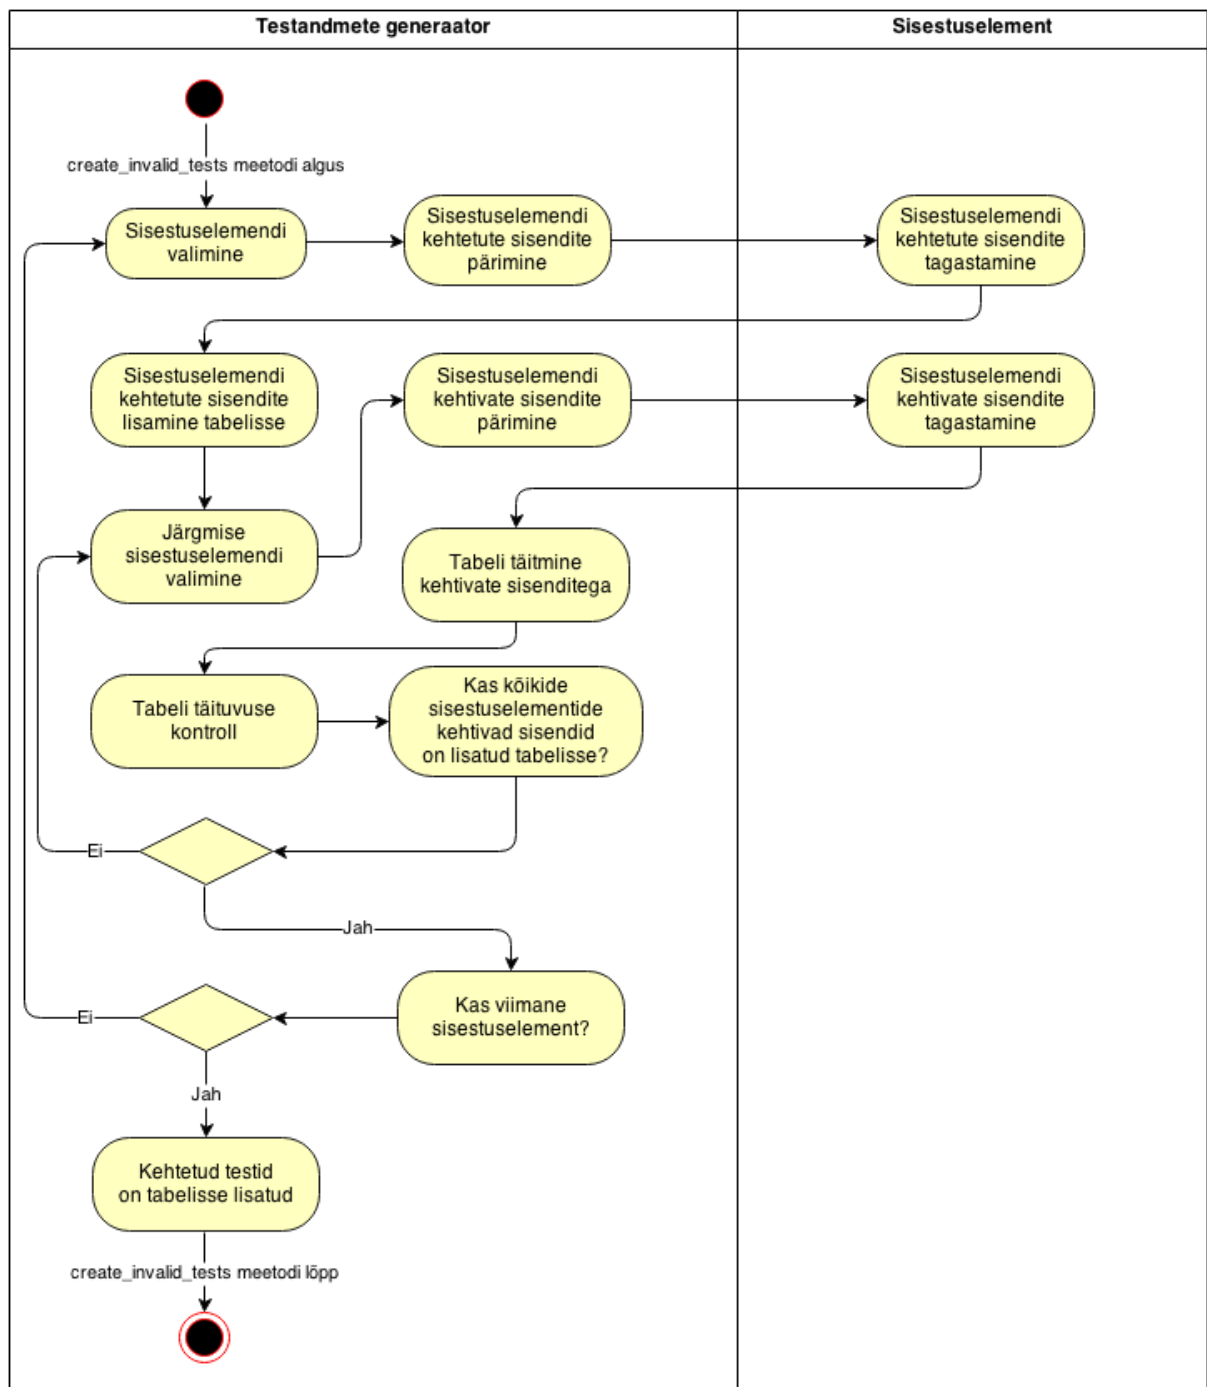 Testandmete generaator
Sisestuselement
create_invalid_tests meetodi algus
Sisestuselemendi
valimine
Sisestuselemendi
kehtetute sisendite
pärimine
Sisestuselemendi
kehtetute sisendite
tagastamine
Sisestuselemendi
kehtetute sisendite
lisamine tabelisse
Sisestuselemendi
kehtivate sisendite
pärimine
Sisestuselemendi
kehtivate sisendite
tagastamine
Järgmise
sisestuselemendi
valimine
Tabeli täitmine
kehtivate sisenditega
Tabeli täituvuse
kontroll
Kas kõikide
sisestuselementide
kehtivad sisendid
on lisatud tabelisse?
Ei
Jah
Kas viimane
sisestuselement?
Ei
Jah
Kehtetud testid
on tabelisse lisatud
create_invalid_tests meetodi lõpp